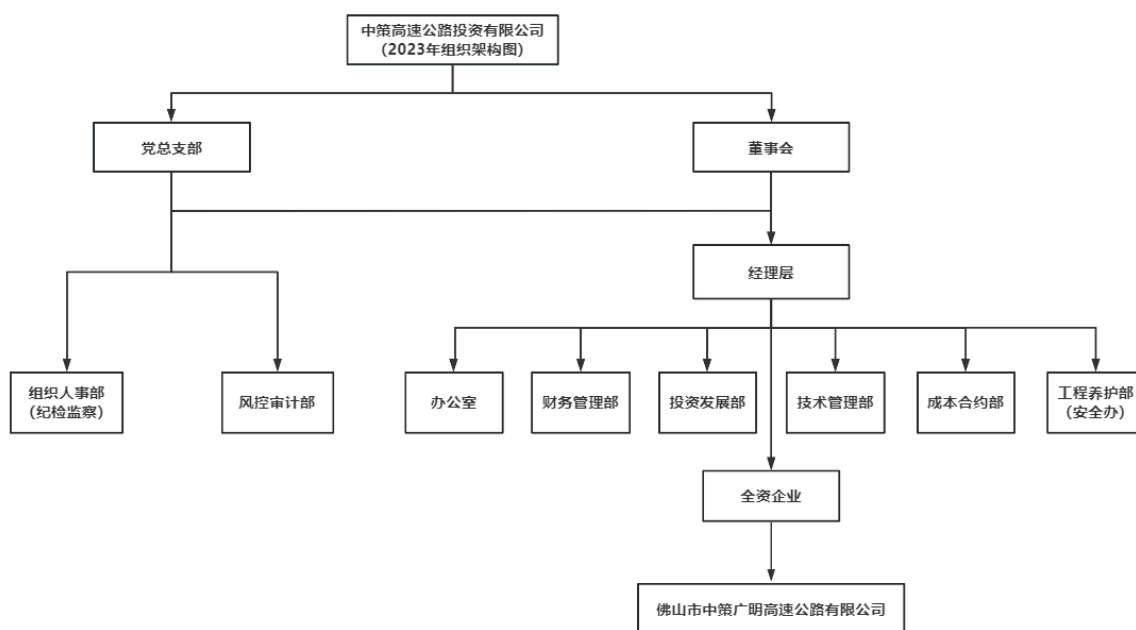 中策高速公路投资有限公司
(2023年组织架构图)
党总支部
董事会
经理层
组织人事部
(纪检监察)
风控审计部
办公室
财务管理部
投资发展部
技术管理部
成本合约部
工程养护部
(安全办)
全资企业
佛山市中策广明高速公路有限公司